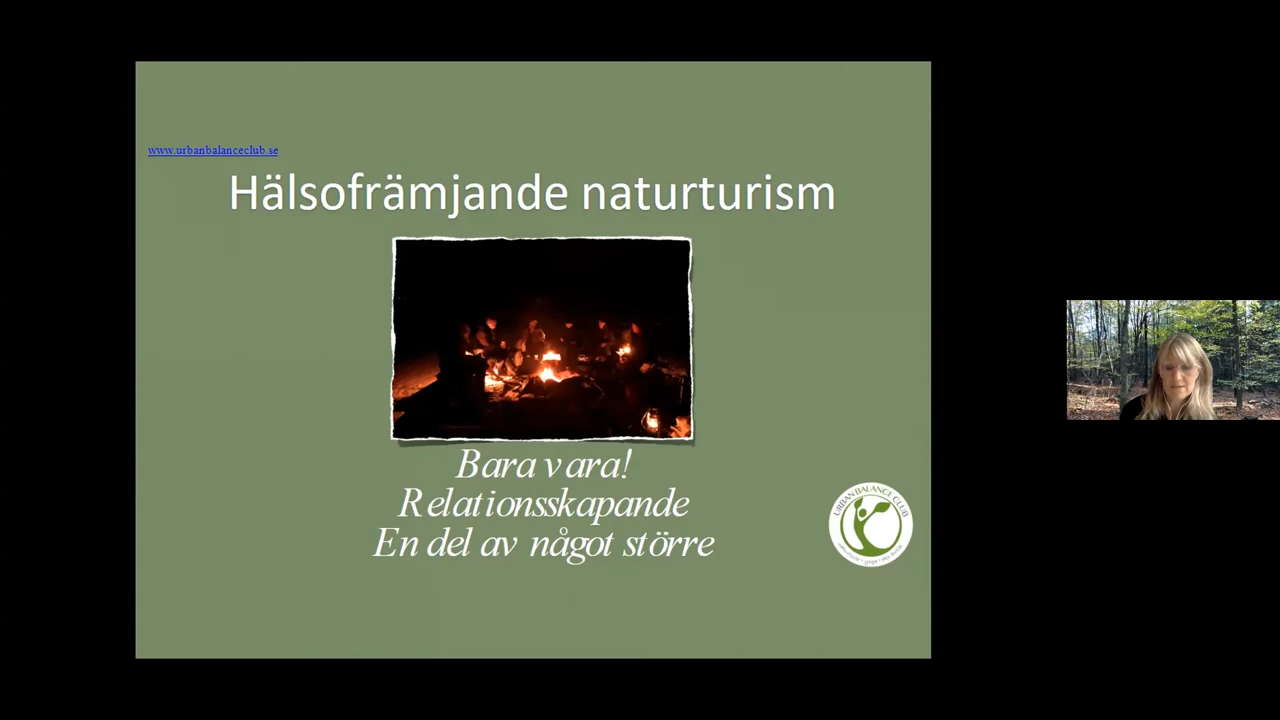 www.urbanbalanceclub.se
Hälsofrämjande naturturism
Bara vara!
Relationsskapande
En del av något större
URBAN BALANCE CLUB